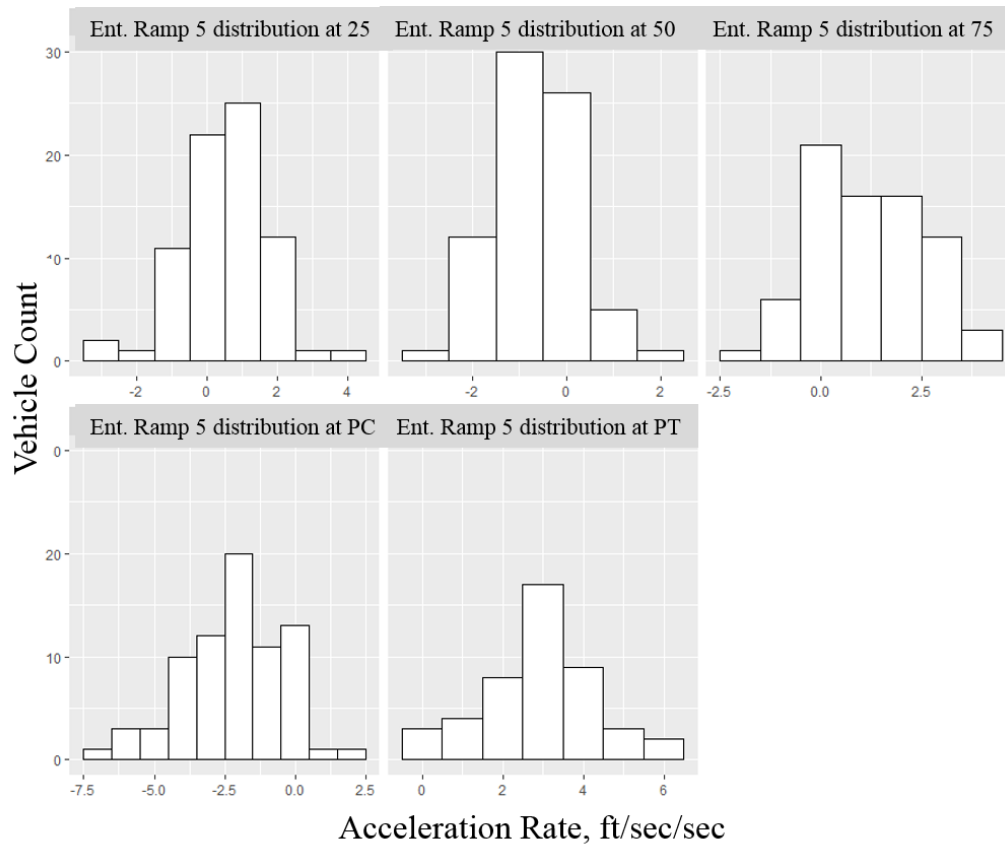 Ent. Ramp 5 distribution at 25 Ent. Ramp 5 distribution at 50 Ent. Ramp 5 distribution at 75
30
20
10
0
-2 0 2 4 -2 0 2 -2.5 0.0 2.5
Vehicle Count
Ent. Ramp 5 distribution at PC Ent. Ramp 5 distribution at PT
0
20
10
0
-7.5 -5.0 -2.5 0.0 2.5 0 2 4 6
Acceleration Rate, ft/sec/sec